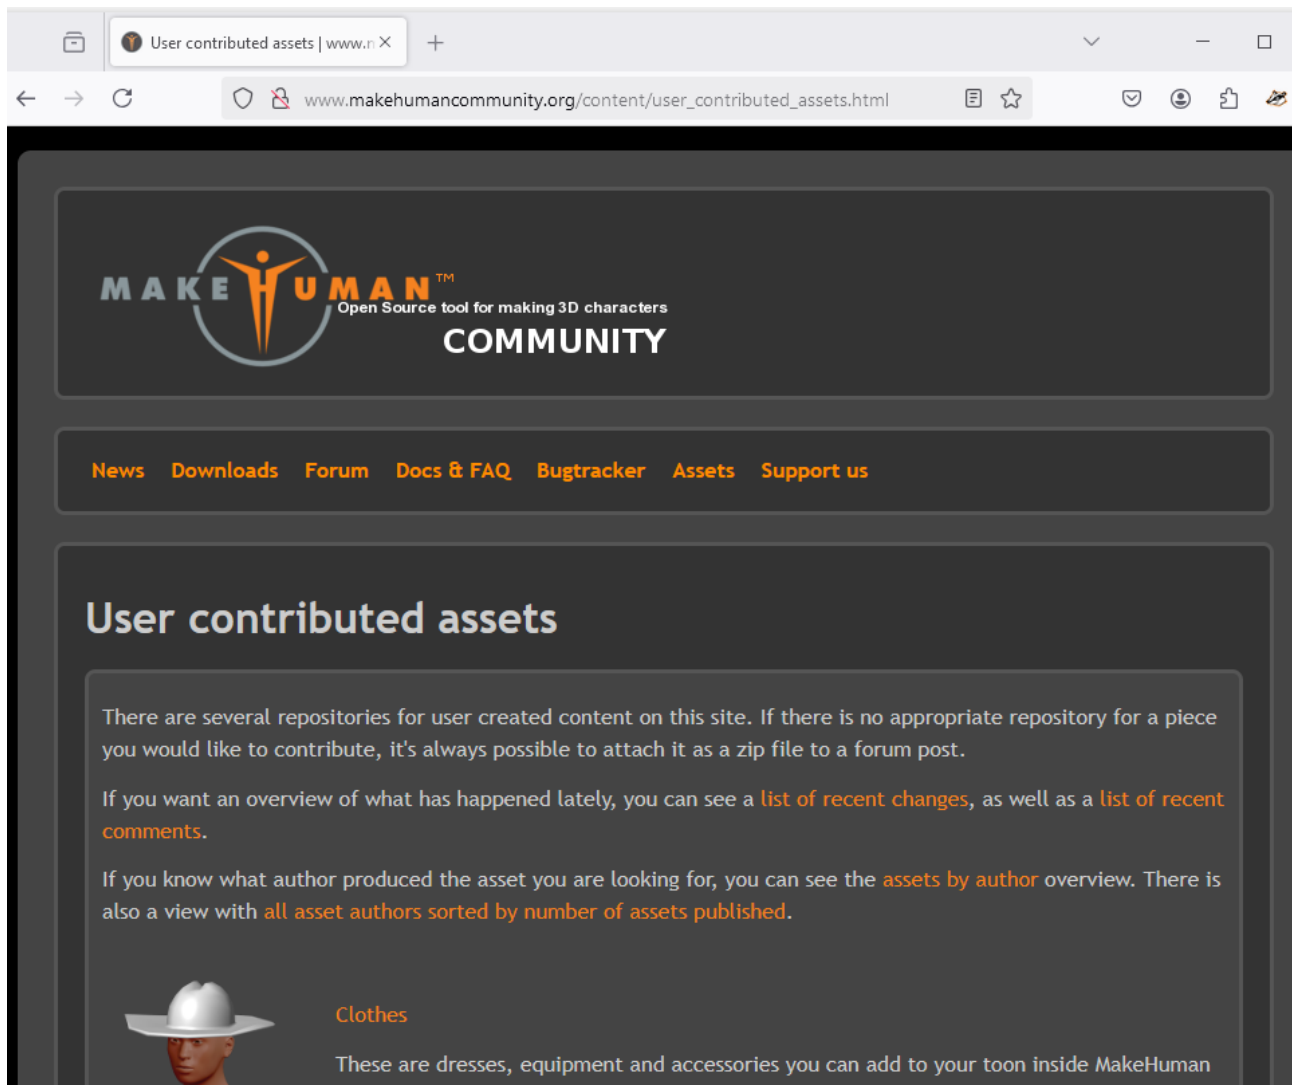 User contributed assets | www.n
www.makehumancommunity.org/content/user_contributed_assets.html
MAKEHUMAN™
Open Source tool for making 3D characters
COMMUNITY
News Downloads Forum Docs & FAQ Bugtracker Assets Support us
User contributed assets
There are several repositories for user created content on this site. If there is no appropriate repository for a piece
you would like to contribute, it's always possible to attach it as a zip file to a forum post.
If you want an overview of what has happened lately, you can see a list of recent changes, as well as a list of recent
comments.
If you know what author produced the asset you are looking for, you can see the assets by author overview. There is
also a view with all asset authors sorted by number of assets published.
Clothes
These are dresses, equipment and accessories you can add to your toon inside MakeHuman